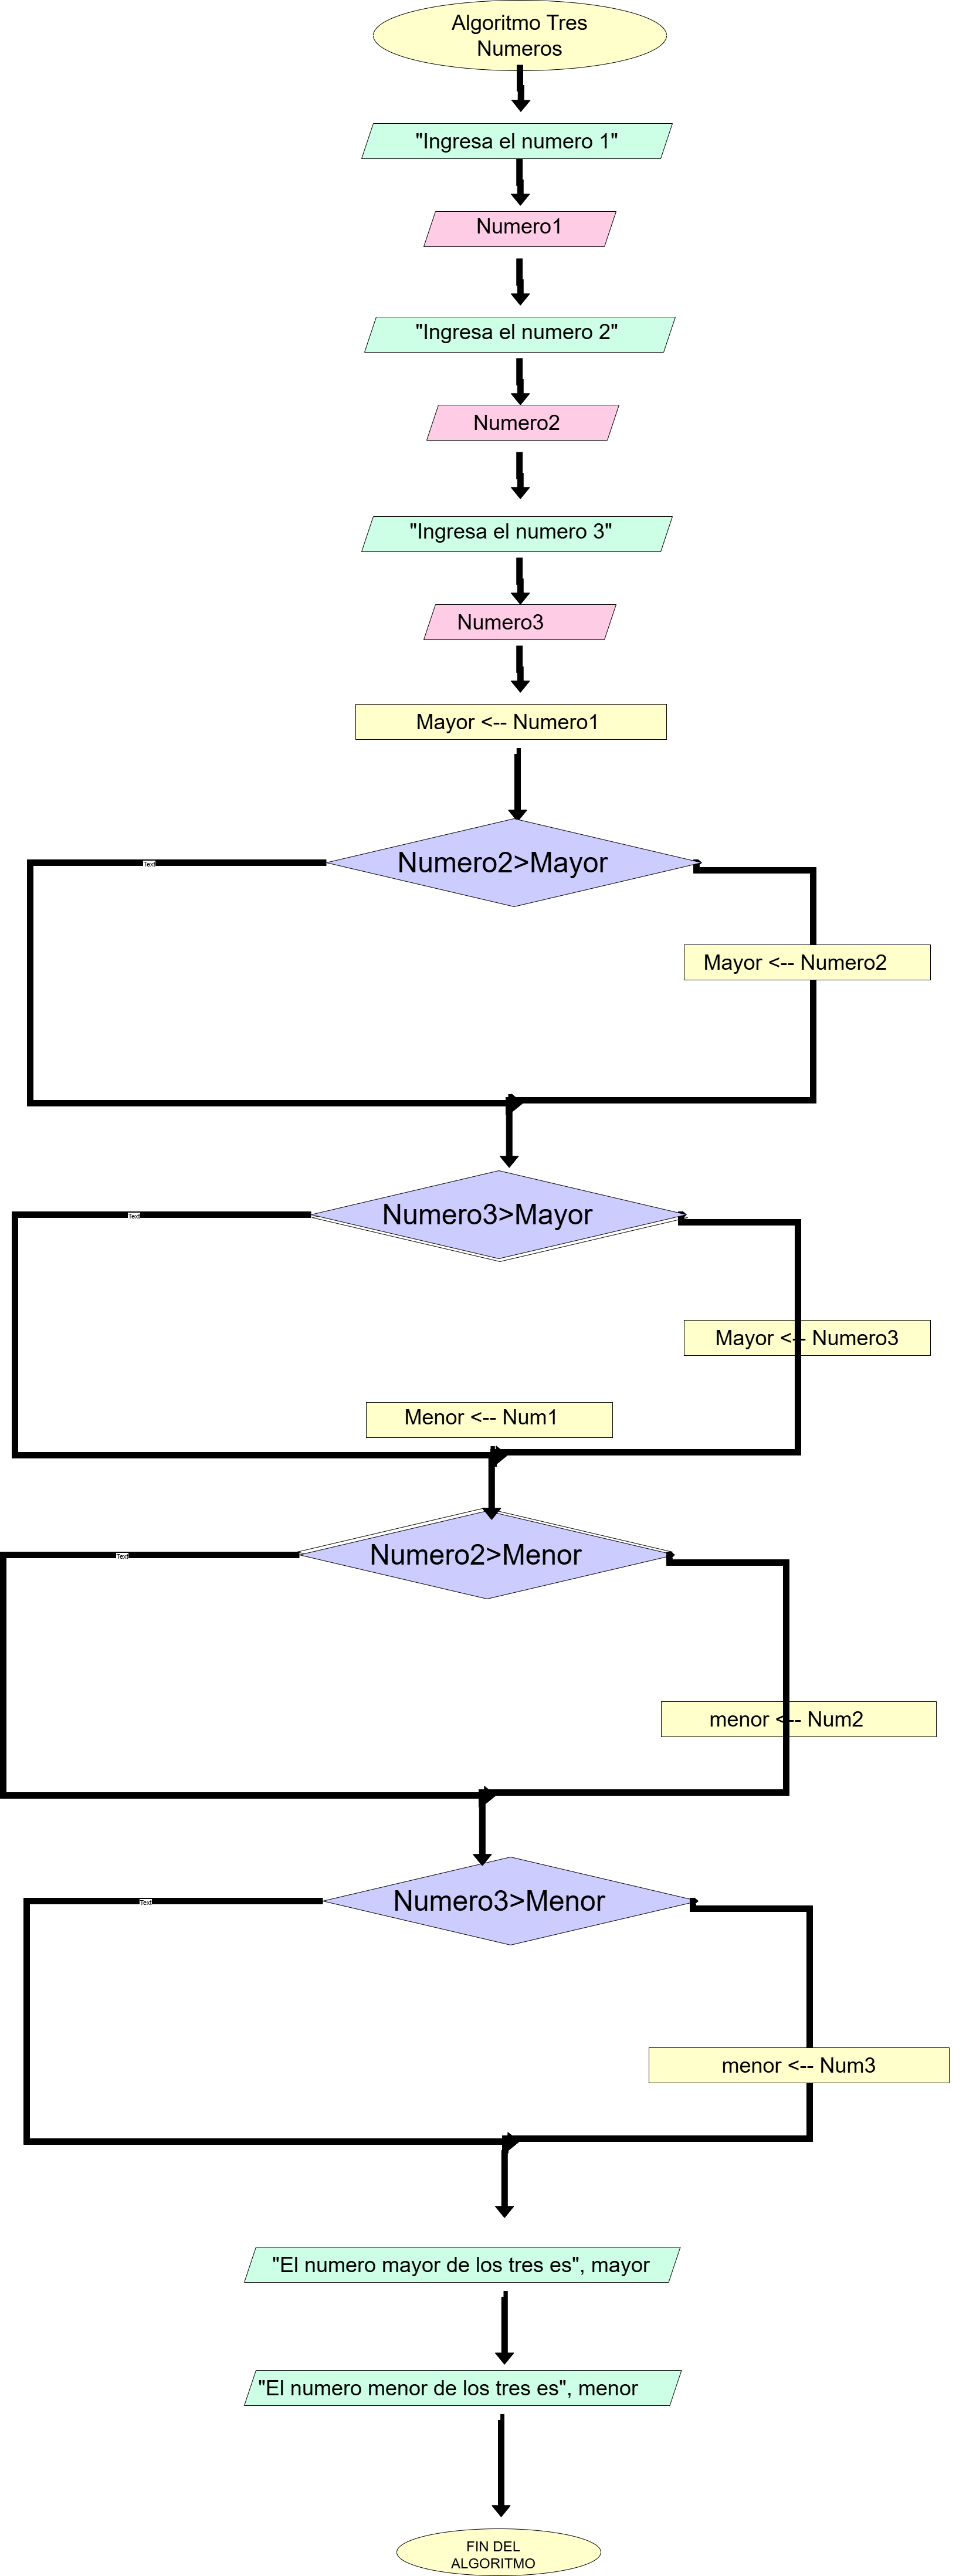 Algoritmo Tres
Numeros
"Ingresa el numero 1"
Numero1
"Ingresa el numero 2"
Numero2
"Ingresa el numero 3"
Numero3
Mayor <-- Numero1
Numero2>Mayor
Text
Mayor <-- Numero2
Numero3>Mayor
Text
Mayor <-- Numero3
Menor <-- Num1
Numero2>Menor
Text
menor <-- Num2
Numero3>Menor
Text
menor <-- Num3
"El numero mayor de los tres es", mayor
"El numero menor de los tres es", menor
FIN DEL
ALGORITMO